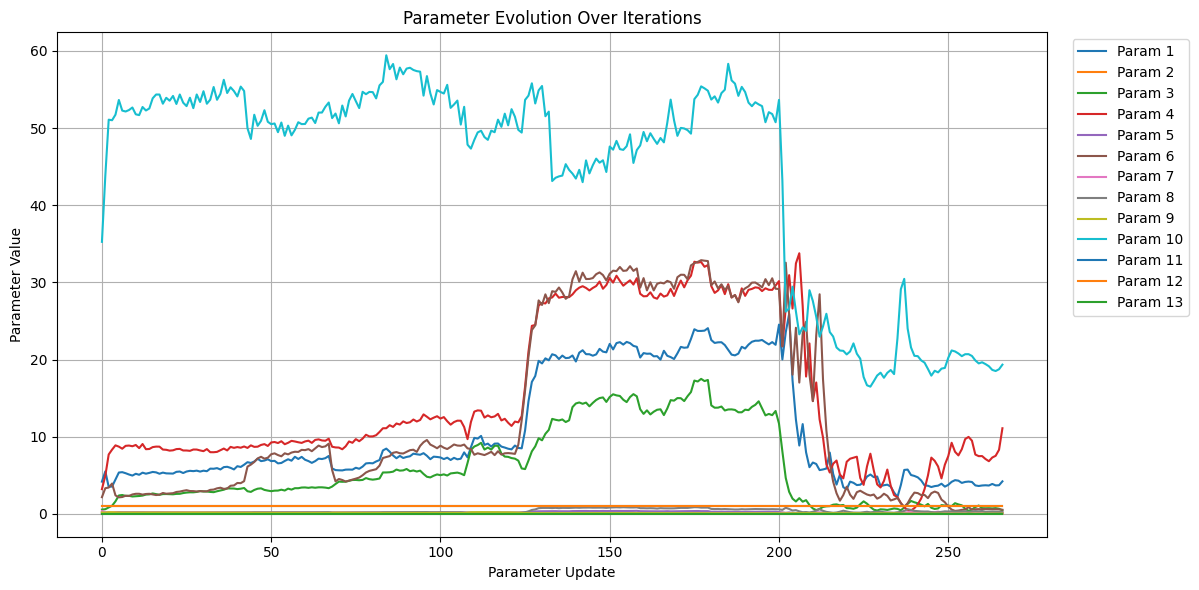 Parameter Evolution Over Iterations
Parameter Value
60
50
40
30
20
10
0
0 50 100 150 200 250
Parameter Update
Param 1
Param 2
Param 3
Param 4
Param 5
Param 6
Param 7
Param 8
Param 9
Param 10
Param 11
Param 12
Param 13